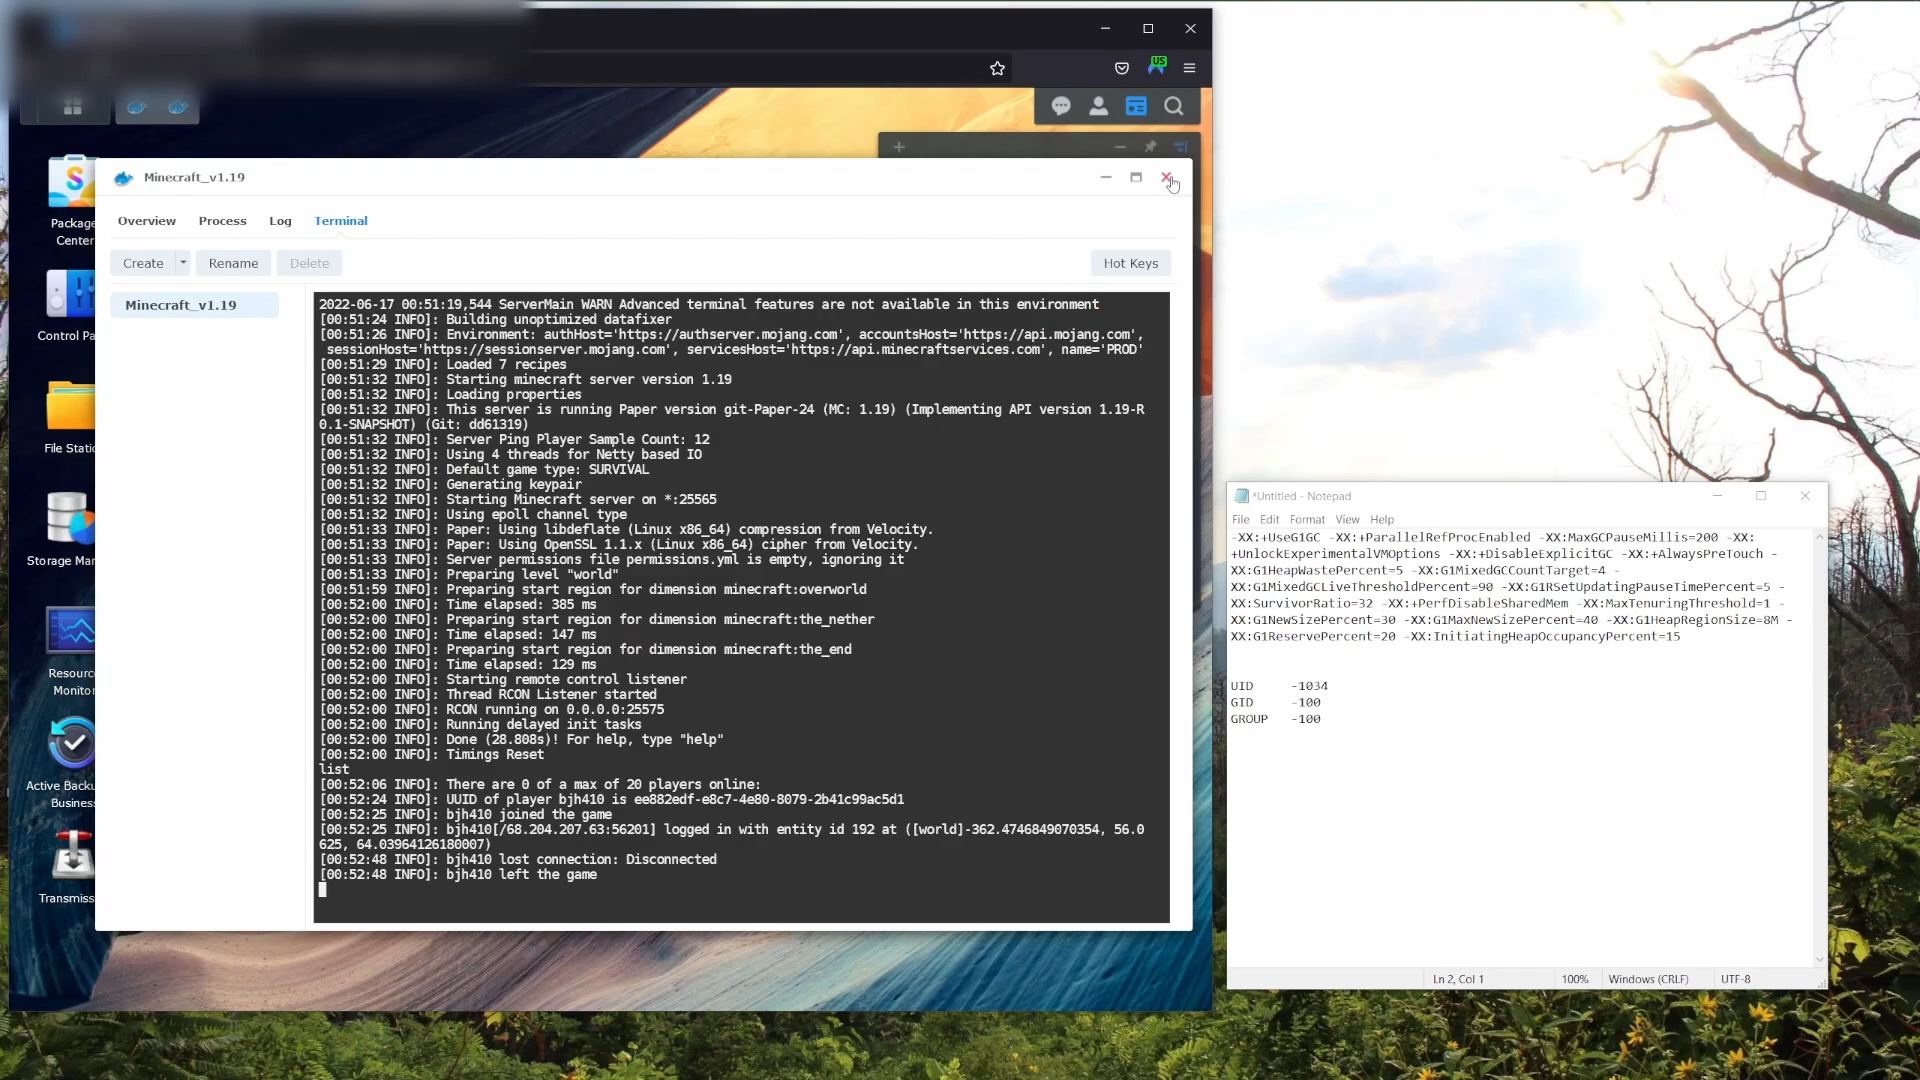 US
Package
Center
Control Pa
File Statio
Storage Man
Resourc
Monito
Active Backu
Business
Transmiss
Minecraft_v1.19
Overview Process Log Terminal
Create Rename Delete Hot Keys
Minecraft_v1.19
2022-06-17 00:51:19,544 ServerMain WARN Advanced terminal features are not available in this environment
[00:51:24 INFO]: Building unoptimized datafixer
[00:51:26 INFO]: Environment: authHost='https://authserver.mojang.com', accountsHost='https://api.mojang.com',
sessionHost='https://sessionserver.mojang.com', servicesHost='https://api.minecraftservices.com', name='PROD'
[00:51:29 INFO]: Loaded 7 recipes
[00:51:32 INFO]: Starting minecraft server version 1.19
[00:51:32 INFO]: Loading properties
[00:51:32 INFO]: This server is running Paper version git-Paper-24 (MC: 1.19) (Implementing API version 1.19-R
0.1-SNAPSHOT) (Git: dd61319)
[00:51:32 INFO]: Server Ping Player Sample Count: 12
[00:51:32 INFO]: Using 4 threads for Netty based IO
[00:51:32 INFO]: Default game type: SURVIVAL
[00:51:32 INFO]: Generating keypair
[00:51:32 INFO]: Starting Minecraft server on *:25565
[00:51:32 INFO]: Using epoll channel type
[00:51:33 INFO]: Paper: Using libdeflate (Linux x86_64) compression from Velocity.
[00:51:33 INFO]: Paper: Using OpenSSL 1.1.x (Linux x86_64) cipher from Velocity.
[00:51:33 INFO]: Server permissions file permissions.yml is empty, ignoring it
[00:51:33 INFO]: Preparing level "world"
[00:51:59 INFO]: Preparing start region for dimension minecraft:overworld
[00:52:00 INFO]: Time elapsed: 385 ms
[00:52:00 INFO]: Preparing start region for dimension minecraft:the_nether
[00:52:00 INFO]: Time elapsed: 147 ms
[00:52:00 INFO]: Preparing start region for dimension minecraft:the_end
[00:52:00 INFO]: Time elapsed: 129 ms
[00:52:00 INFO]: Starting remote control listener
[00:52:00 INFO]: Thread RCON Listener started
[00:52:00 INFO]: RCON running on 0.0.0.0:25575
[00:52:00 INFO]: Running delayed init tasks
[00:52:00 INFO]: Done (28.808s)! For help, type "help"
[00:52:00 INFO]: Timings Reset
list
[00:52:06 INFO]: There are 0 of a max of 20 players online:
[00:52:24 INFO]: UUID of player bjh410 is ee882edf-e8c7-4e80-8079-2b41c99ac5d1
[00:52:25 INFO]: bjh410 joined the game
[00:52:25 INFO]: bjh410[/68.204.207.63:56201] logged in with entity id 192 at ([world]-362.4746849070354, 56.0
625, 64.03964126180007)
[00:52:48 INFO]: bjh410 lost connection: Disconnected
[00:52:48 INFO]: bjh410 left the game
*Untitled - Notepad
File Edit Format View Help
-XX:+UseG1GC -XX:+ParallelRefProcEnabled -XX:MaxGCPauseMillis=200 -XX:
+UnlockExperimentalVMOptions -XX:+DisableExplicitGC -XX:+AlwaysPreTouch -
XX:G1HeapWastePercent=5 -XX:G1MixedGCCountTarget=4 -
XX:G1MixedGCLiveThresholdPercent=90 -XX:G1RSetUpdatingPauseTimePercent=5 -
XX:SurvivorRatio=32 -XX:+PerfDisableSharedMem -XX:MaxTenuringThreshold=1 -
XX:G1NewSizePercent=30 -XX:G1MaxNewSizePercent=40 -XX:G1HeapRegionSize=8M -
XX:G1ReservePercent=20 -XX:InitiatingHeapOccupancyPercent=15
UID -1034
GID -100
GROUP -100
Ln 2, Col 1 100% Windows (CRLF) UTF-8